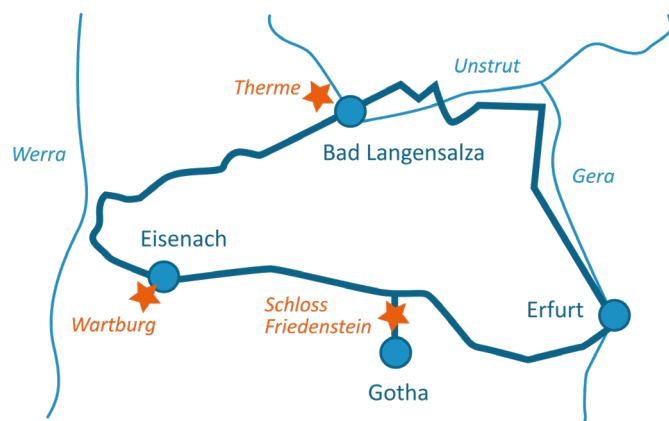 Unstrut
Therme
Werra
Bad Langensalza
Gera
Eisenach
Schloss
Friedenstein
Erfurt
Wartburg
Gotha